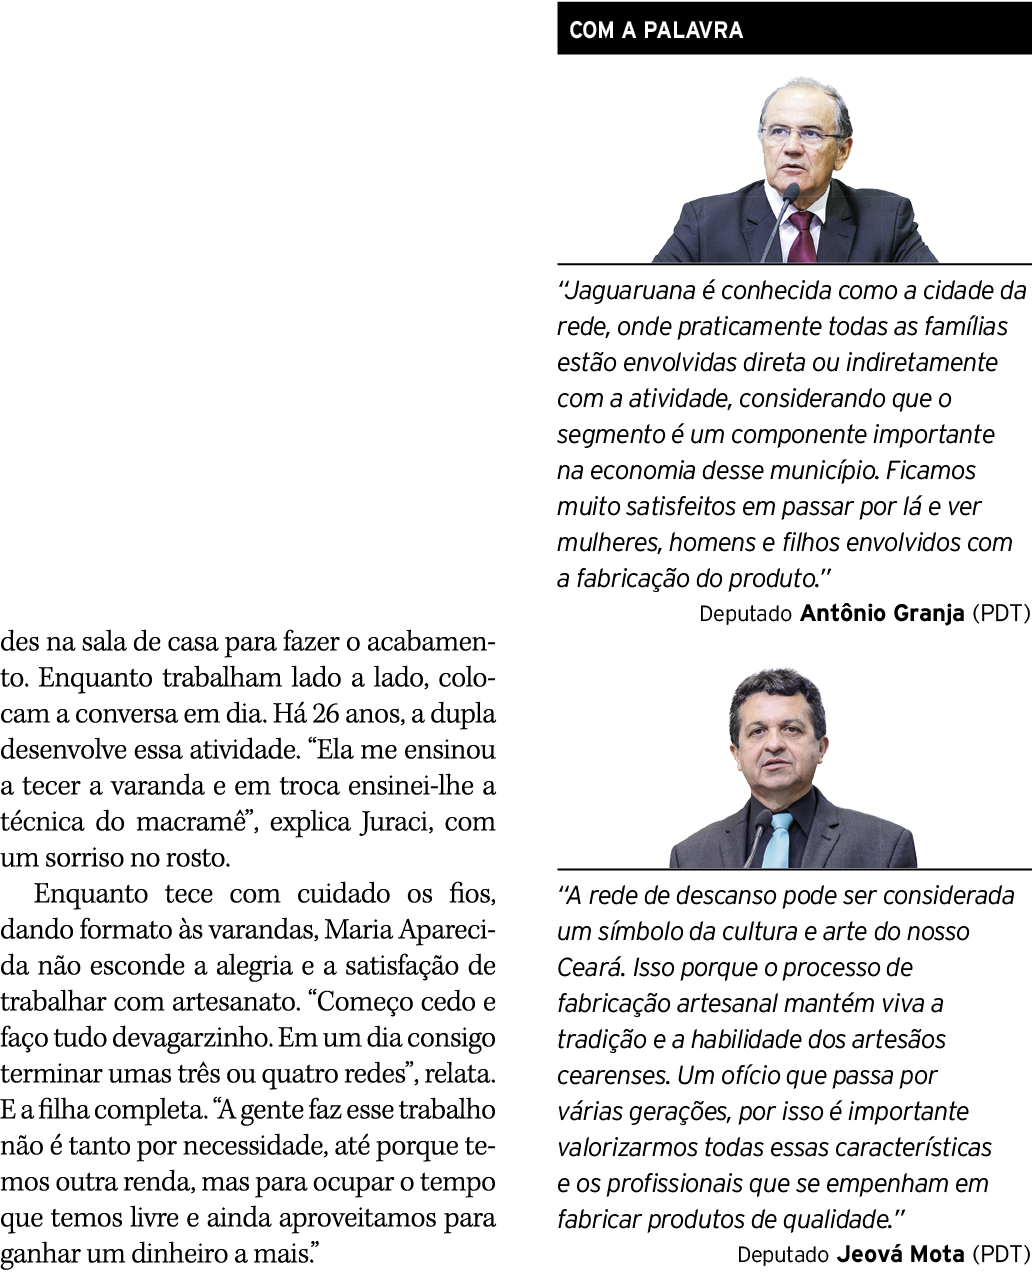 des na sala de casa para fazer o acabamen-
to. Enquanto trabalham lado a lado, colo-
cam a conversa em dia. Há 26 anos, a dupla
desenvolve essa atividade. “Ela me ensinou
a tecer a varanda e em troca ensinei-lhe a
técnica do macramê”, explica Juraci, com
um sorriso no rosto.
Enquanto tece com cuidado os fios,
dando formato às varandas, Maria Apareci-
da não esconde a alegria e a satisfação de
trabalhar com artesanato. “Começo cedo e
faço tudo devagarzinho. Em um dia consigo
terminar umas três ou quatro redes”, relata.
E a filha completa. “A gente faz esse trabalho
não é tanto por necessidade, até porque te-
mos outra renda, mas para ocupar o tempo
que temos livre e ainda aproveitamos para
ganhar um dinheiro a mais.”
COM A PALAVRA
“Jaguaruana é conhecida como a cidade da
rede, onde praticamente todas as famílias
estão envolvidas direta ou indiretamente
com a atividade, considerando que o
segmento é um componente importante
na economia desse município. Ficamos
muito satisfeitos em passar por lá e ver
mulheres, homens e filhos envolvidos com
a fabricação do produto.”
Deputado Antônio Granja (PDT)
“A rede de descanso pode ser considerada
um símbolo da cultura e arte do nosso
Ceará. Isso porque o processo de
fabricação artesanal mantém viva a
tradição e a habilidade dos artesãos
cearenses. Um ofício que passa por
várias gerações, por isso é importante
valorizarmos todas essas características
e os profissionais que se empenham em
fabricar produtos de qualidade.”
Deputado Jeová Mota (PDT)